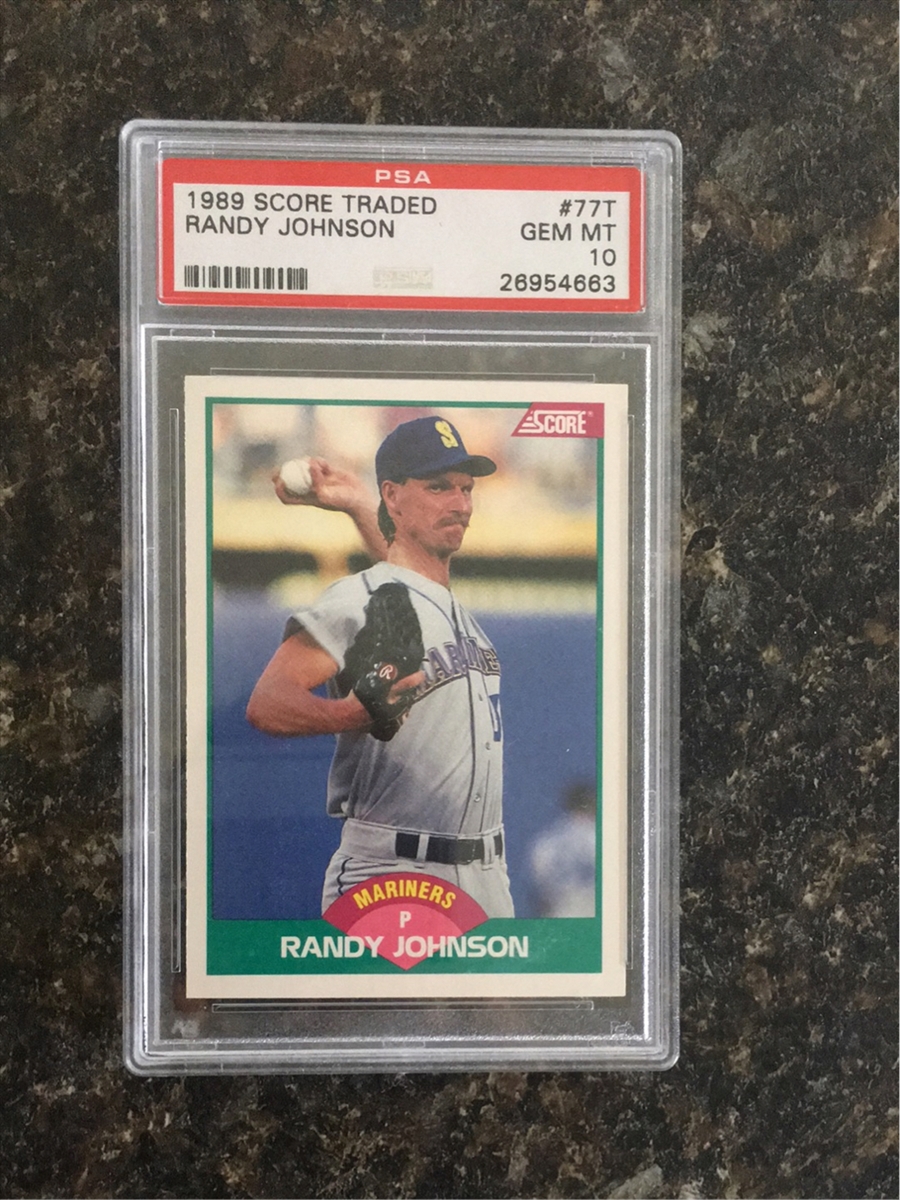 PSA
1989 SCORE TRADED #77T
RANDY JOHNSON GEM MT
10
26954663
SCORE
S
R
MARINERS
P
RANDY JOHNSON